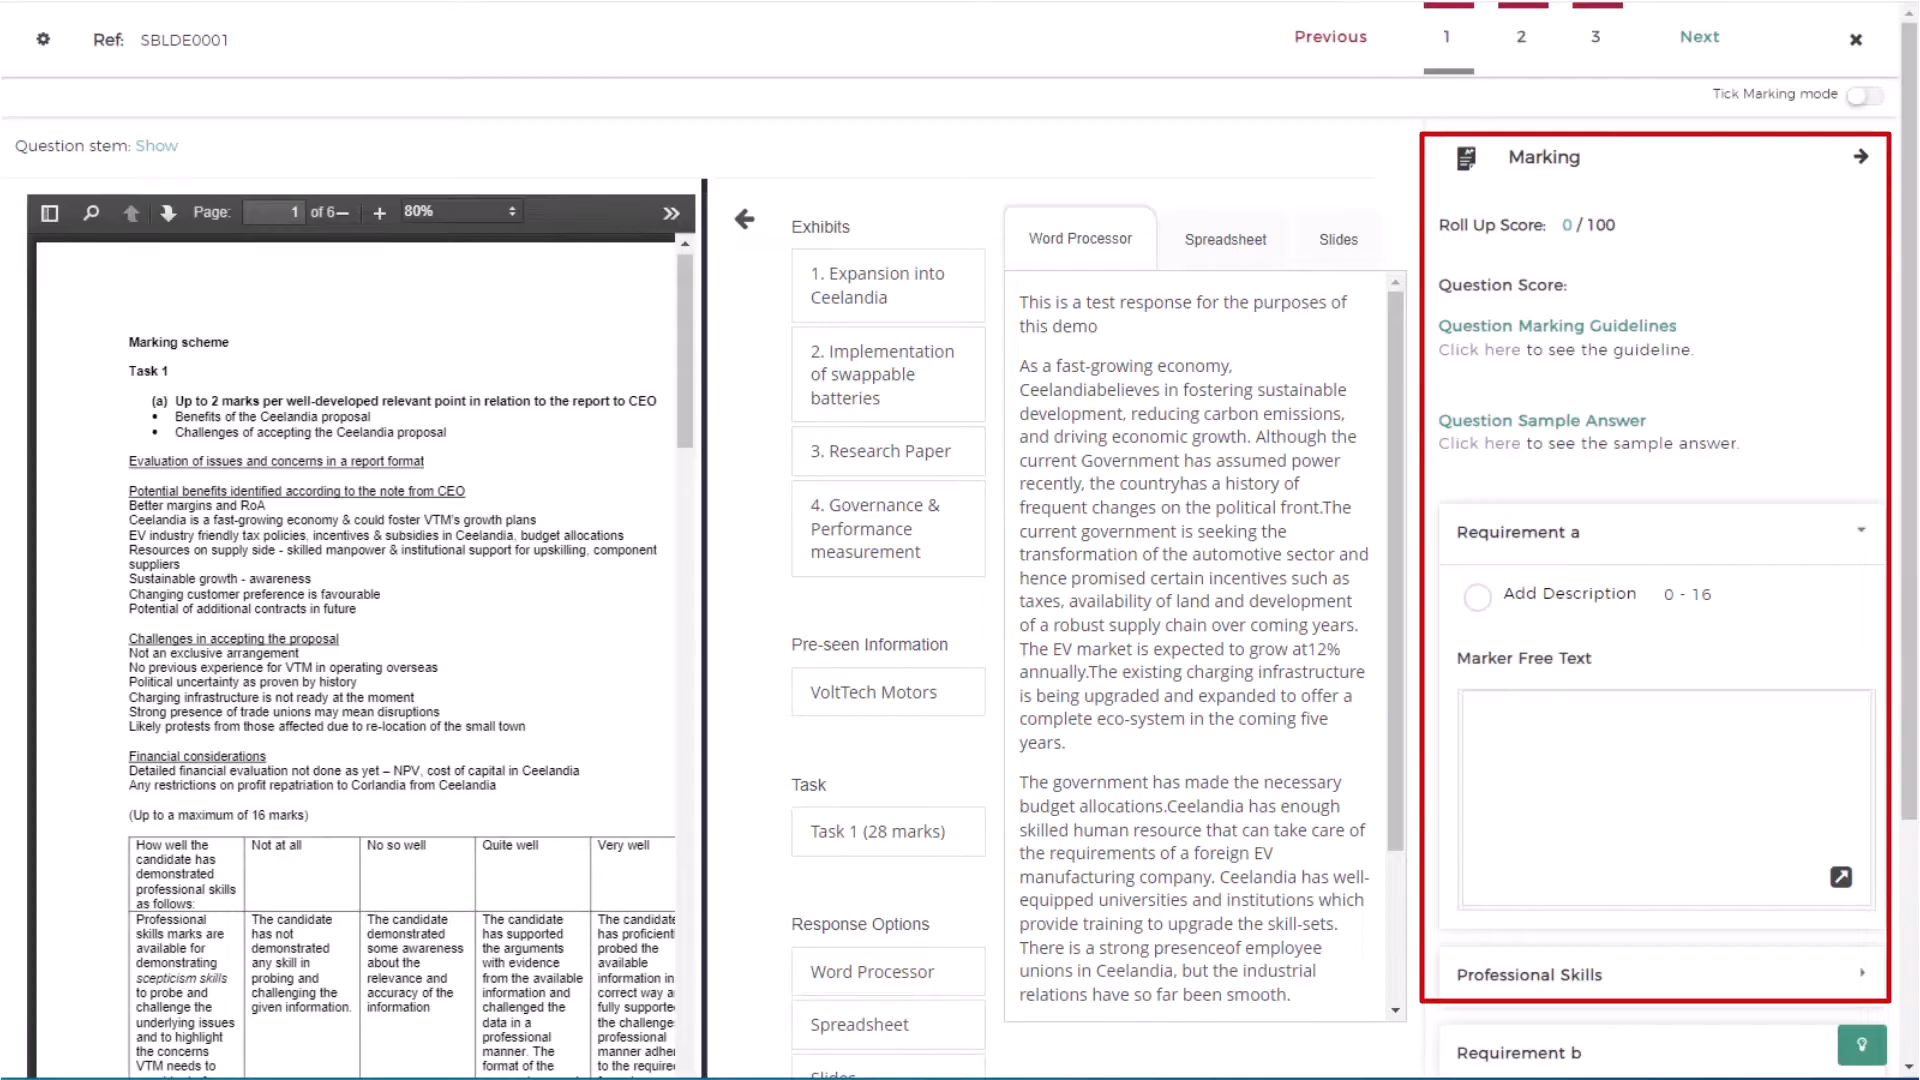 Ref: SBLDE0001
Previous
1
2
3
Next
Tick Marking mode
Question stem: Show
Page: 1 of 6
80%
Marking scheme
Task 1
(a) Up to 2 marks per well-developed relevant point in relation to the report to CEO
• Benefits of the Ceelandia proposal
• Challenges of accepting the Ceelandia proposal
Evaluation of issues and concerns in a report format
Potential benefits identified according to the note from CEO
Better margins and RoA
Ceelandia is a fast-growing economy & could foster VTM's growth plans
EV industry friendly tax policies, incentives & subsidies in Ceelandia, budget allocations
Resources on supply side - skilled manpower & institutional support for upskilling, component
suppliers
Sustainable growth - awareness
Changing customer preference is favourable
Potential of additional contracts in future
Challenges in accepting the proposal
Not an exclusive arrangement
No previous experience for VTM in operating overseas
Political uncertainty as proven by history
Charging infrastructure is not ready at the moment
Strong presence of trade unions may mean disruptions
Likely protests from those affected due to re-location of the small town
Financial considerations
Detailed financial evaluation not done as yet – NPV, cost of capital in Ceelandia
Any restrictions on profit repatriation to Corlandia from Ceelandia
(Up to a maximum of 16 marks)
How well the
candidate has
demonstrated
professional skills
as follows:
Not at all
No so well
Quite well
Very well
Professional
skills marks are
available for
demonstrating
scepticism skills
to probe and
challenge the
underlying issues
and to highlight
the concerns
VTM needs to
The candidate
has not
demonstrated
any skill in
probing and
challenging the
given information.
The candidate
demonstrated
some awareness
about the
relevance and
accuracy of the
information
The candidate
has supported
the arguments
with evidence
from the available
information and
challenged the
data in a
professional
manner. The
format of the
The candidate
has proficient
probed the
available
information in
correct way a
fully supporte
the challenge
professional
manner adhe
to the require
Exhibits
1. Expansion into
Ceelandia
2. Implementation
of swappable
batteries
3. Research Paper
4. Governance &
Performance
measurement
Pre-seen Information
VoltTech Motors
Task
Task 1 (28 marks)
Response Options
Word Processor
Spreadsheet
Slides
Word Processor
Spreadsheet
Slides
This is a test response for the purposes of
this demo
As a fast-growing economy,
Ceelandiabelieves in fostering sustainable
development, reducing carbon emissions,
and driving economic growth. Although the
current Government has assumed power
recently, the countryhas a history of
frequent changes on the political front.The
current government is seeking the
transformation of the automotive sector and
hence promised certain incentives such as
taxes, availability of land and development
of a robust supply chain over coming years.
The EV market is expected to grow at12%
annually.The existing charging infrastructure
is being upgraded and expanded to offer a
complete eco-system in the coming five
years.
The government has made the necessary
budget allocations.Ceelandia has enough
skilled human resource that can take care of
the requirements of a foreign EV
manufacturing company. Ceelandia has well-
equipped universities and institutions which
provide training to upgrade the skill-sets.
There is a strong presenceof employee
unions in Ceelandia, but the industrial
relations have so far been smooth.
Marking
Roll Up Score: 0 / 100
Question Score:
Question Marking Guidelines
Click here to see the guideline.
Question Sample Answer
Click here to see the sample answer.
Requirement a
Add Description 0 - 16
Marker Free Text
Professional Skills
Requirement b